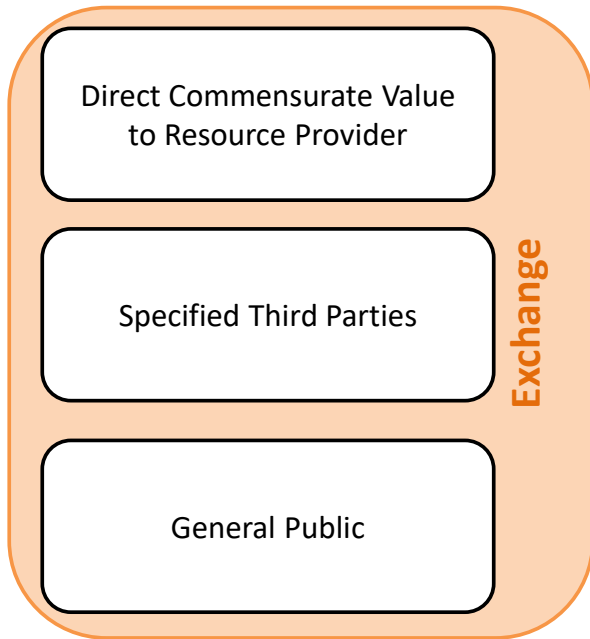 Direct Commensurate Value
to Resource Provider
Specified Third Parties
Exchange
General Public